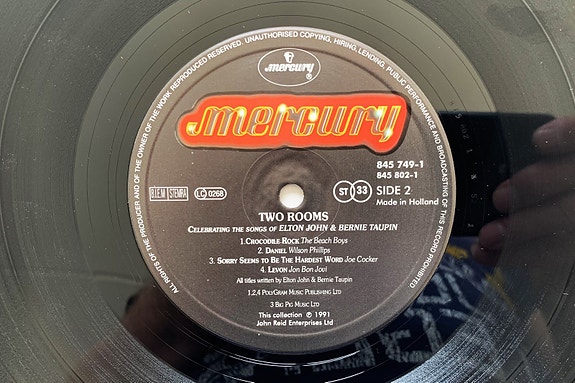 ALL RIGHTS OF THE PRODUCER AND OF THE OWNER OF THE WORK REPRODUCED RESERVED. UNAUTHORISED COPYING, HIRING, LENDING, PUBLIC PERFORMANCE AND BROADCASTING OF THIS RECORD PROHIBITED
mercury ®
mercury
845 749-1
845 802-1
B.I.E.M STEMRA LC 0268 ST 33 SIDE 2
Made in Holland
TWO ROOMS
CELEBRATING THE SONGS OF ELTON JOHN & BERNIE TAUPIN
1.CROCODILE ROCK The Beach Boys
2. DANIEL Wilson Phillips
3. SORRY SEEMS TO BE THE HARDEST WORD Joe Cocker
4. LEVON Jon Bon Jovi
All titles written by Elton John & Bernie Taupin
1,2,4 POLYGRAM MUSIC PUBLISHING LTD
3 BIG PIG MUSIC LTD
This collection ℗ 1991
John Reid Enterprises Ltd